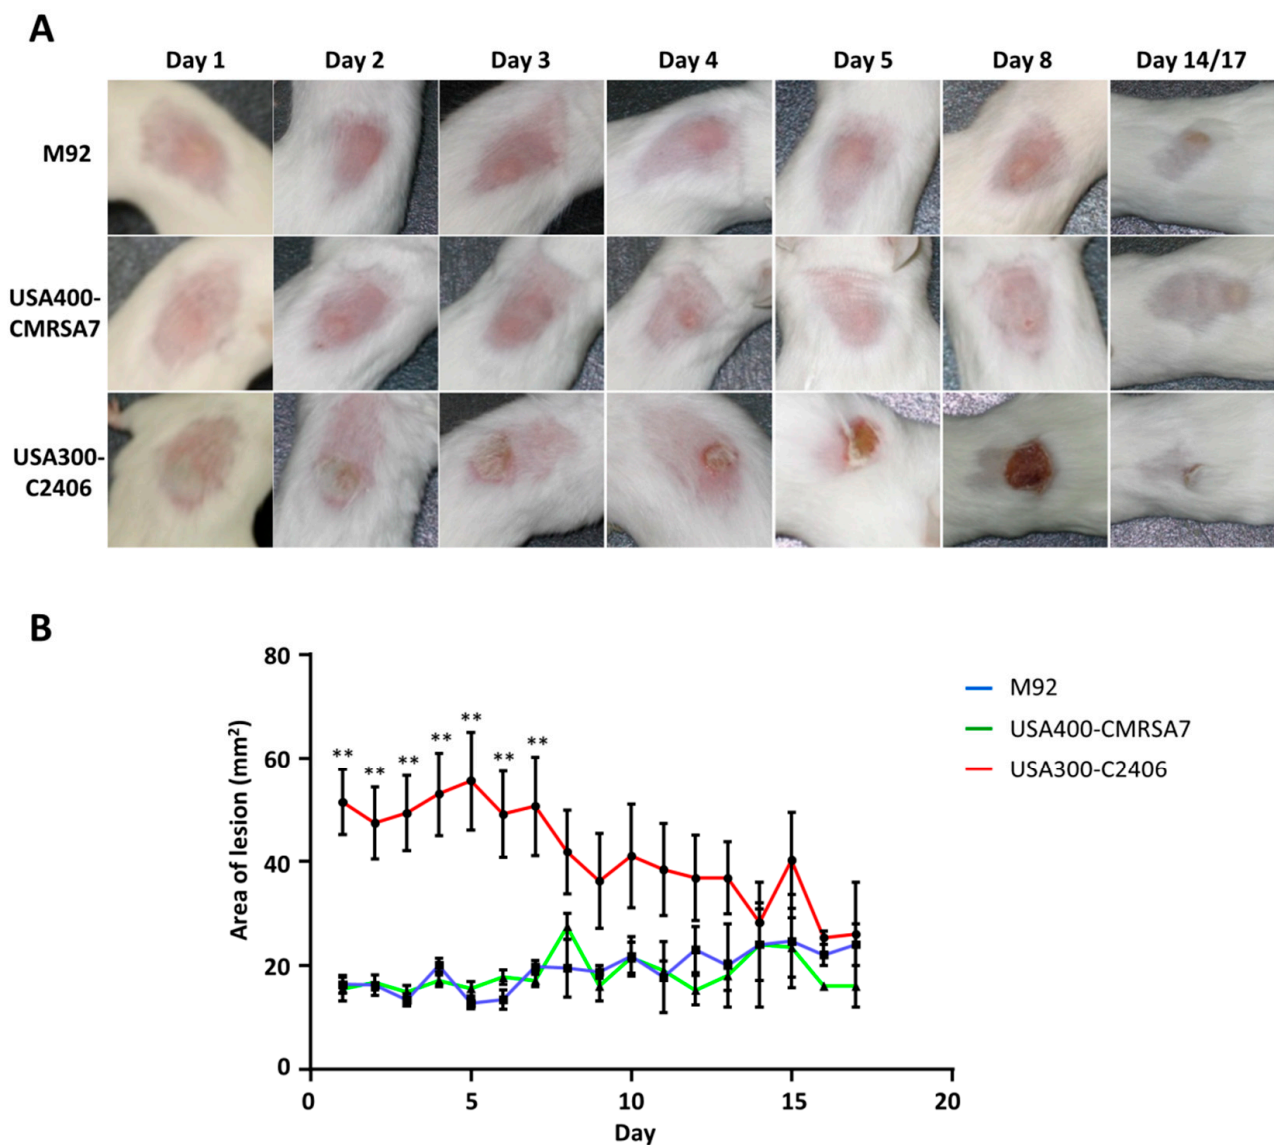 A
Day 1 Day 2 Day 3 Day 4 Day 5 Day 8 Day 14/17
M92
USA400-
CMRSA7
USA300-
C2406
B
80
60
40
20
0
Area of lesion (mm²)
** ** ** ** ** ** **
0 5 10 15 20
Day
M92
USA400-CMRSA7
USA300-C2406